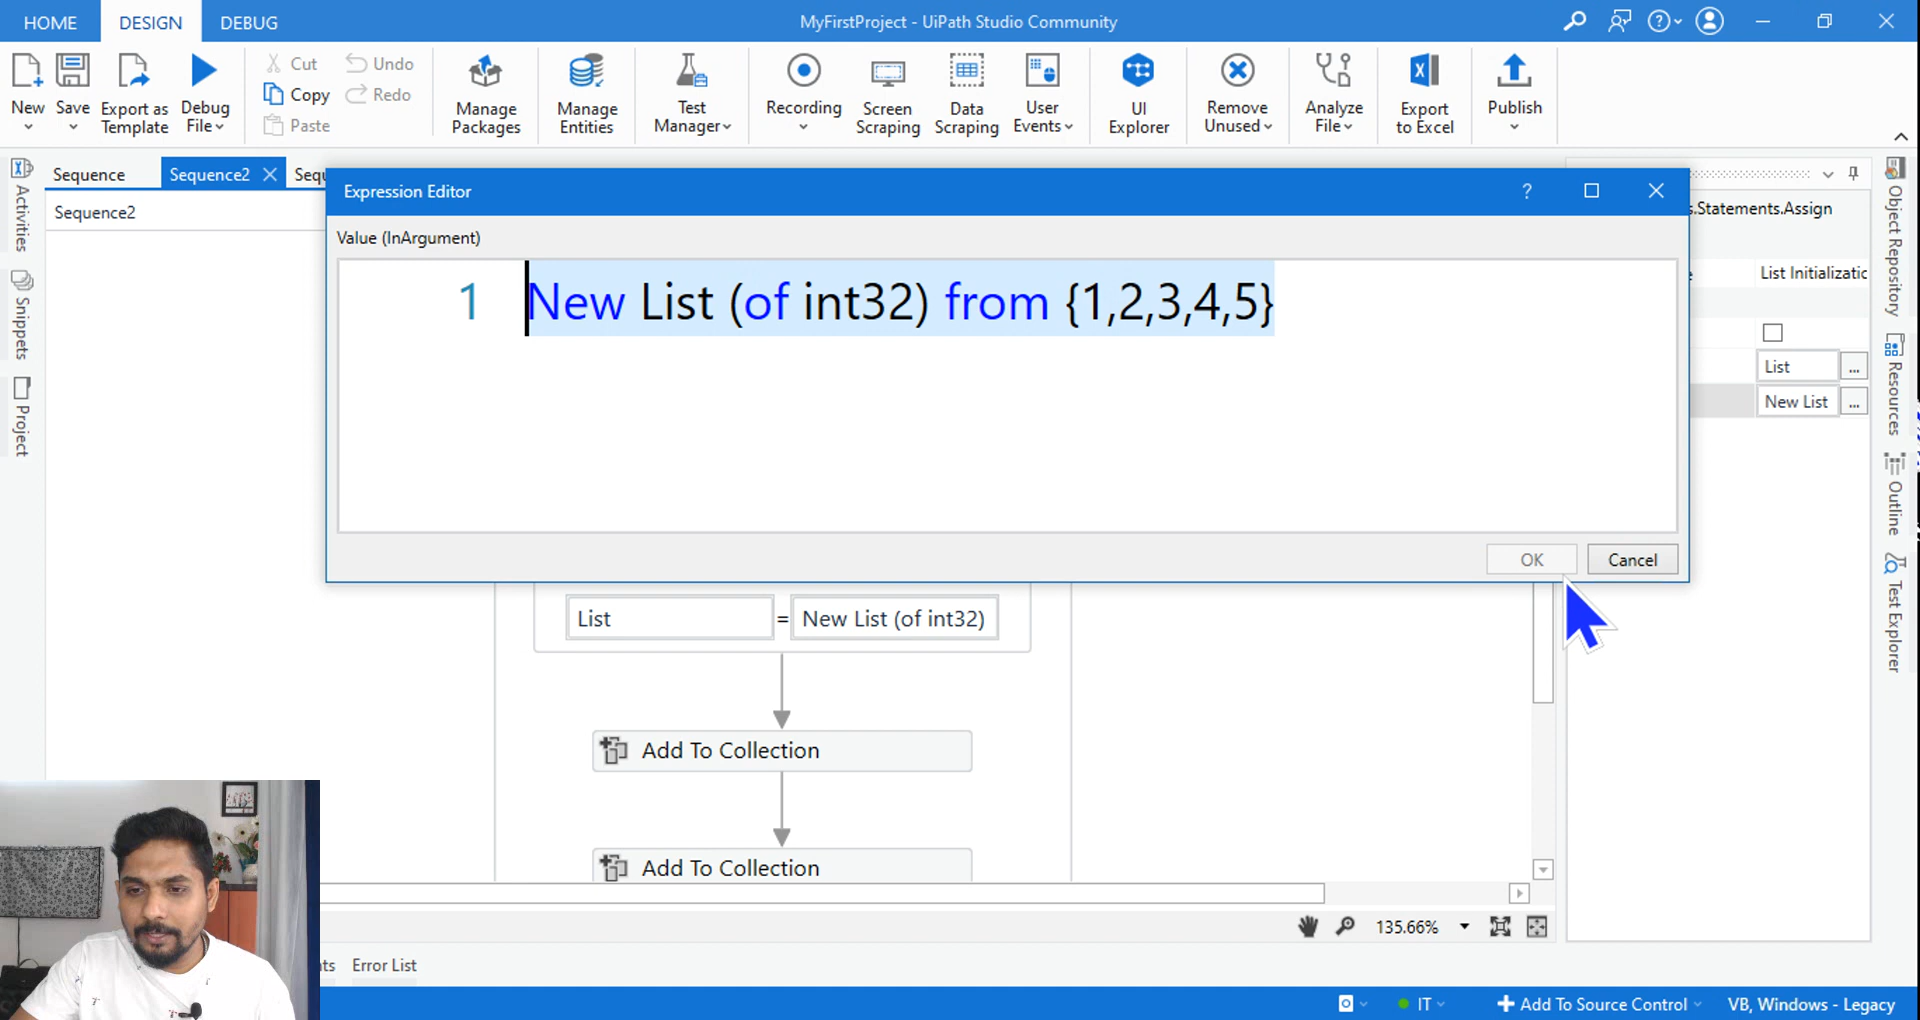 HOME DESIGN DEBUG MyFirstProject - UiPath Studio Community
New Save Export as Template Debug File Cut Copy Paste Undo Redo Manage Packages Manage Entities Test Manager Recording Screen Scraping Data Scraping User Events UI Explorer Remove Unused Analyze File Export to Excel Publish
Sequence Sequence2
Sequence2
Activities
Snippets
Project
Expression Editor ?
Value (InArgument)
1 New List (of int32) from {1,2,3,4,5}
OK Cancel
.Statements.Assign
List Initializatic
List ...
New List ...
Object Repository
Resources
Outline
Test Explorer
List = New List (of int32)
Add To Collection
Add To Collection
135.66%
Error List
IT Add To Source Control VB, Windows - Legacy